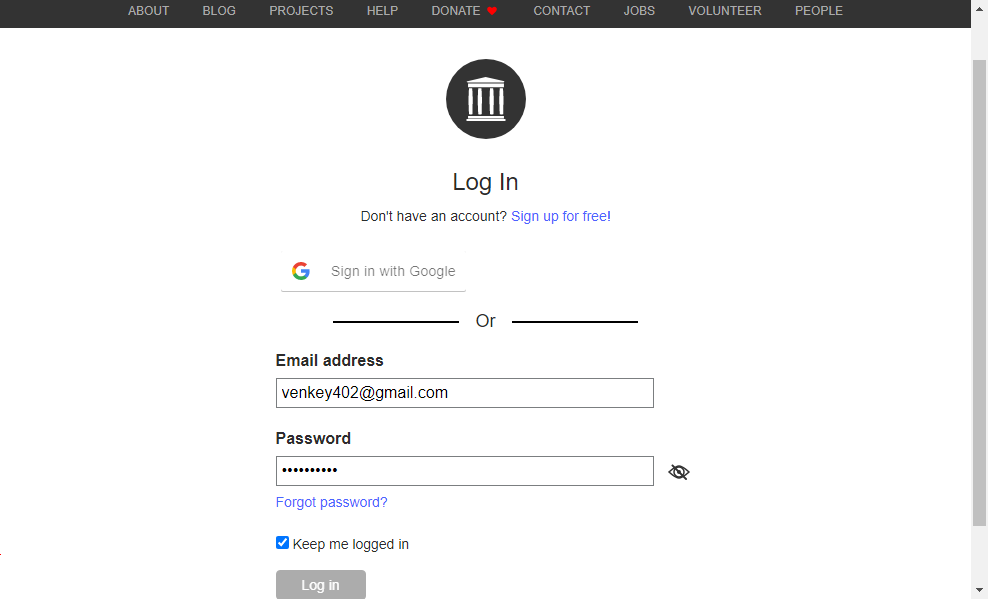 ABOUT BLOG PROJECTS HELP DONATE CONTACT JOBS VOLUNTEER PEOPLE
Log In
Don't have an account? Sign up for free!
Sign in with Google
Or
Email address
venkey402@gmail.com
Password
••••••••••
Forgot password?
Keep me logged in
Log in